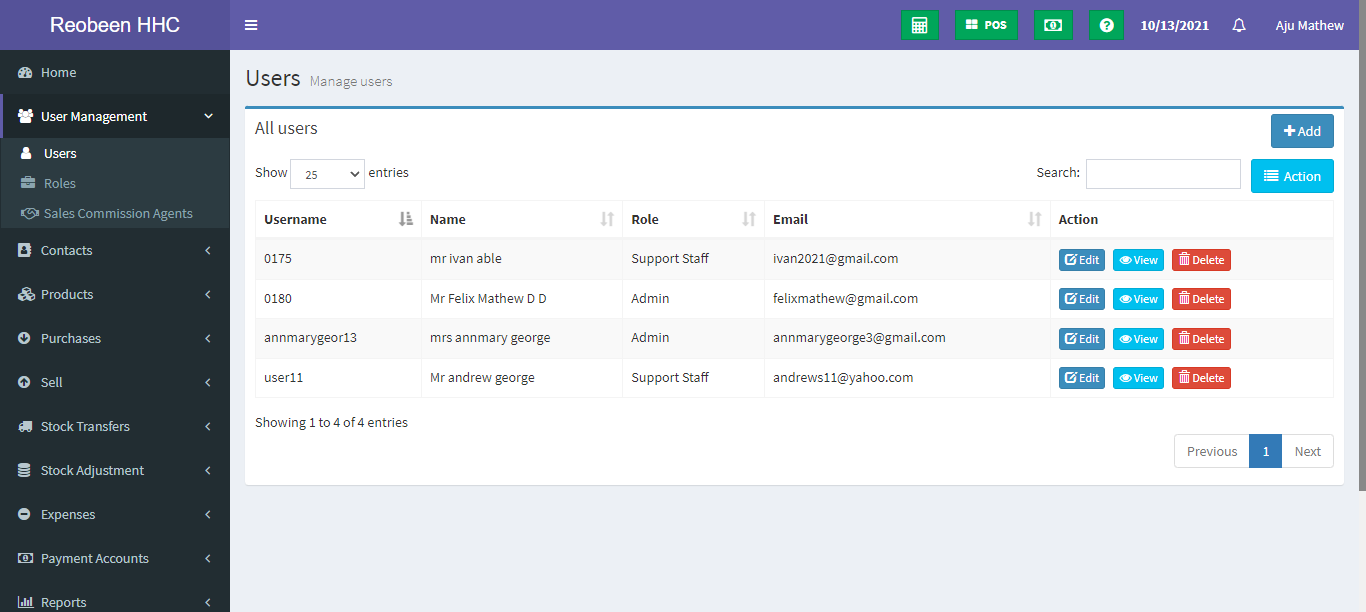 Reobeen HHC
POS
10/13/2021
Aju Mathew
Home
User Management
Users
Roles
Sales Commission Agents
Contacts
Products
Purchases
Sell
Stock Transfers
Stock Adjustment
Expenses
Payment Accounts
Reports
Users Manage users
All users
Add
Show 25 entries
Search:
Action
Username Name Role Email Action
0175 mr ivan able Support Staff ivan2021@gmail.com Edit View Delete
0180 Mr Felix Mathew D D Admin felixmathew@gmail.com Edit View Delete
annmarygeor13 mrs annmary george Admin annmarygeorge3@gmail.com Edit View Delete
user11 Mr andrew george Support Staff andrews11@yahoo.com Edit View Delete
Showing 1 to 4 of 4 entries
Previous 1 Next